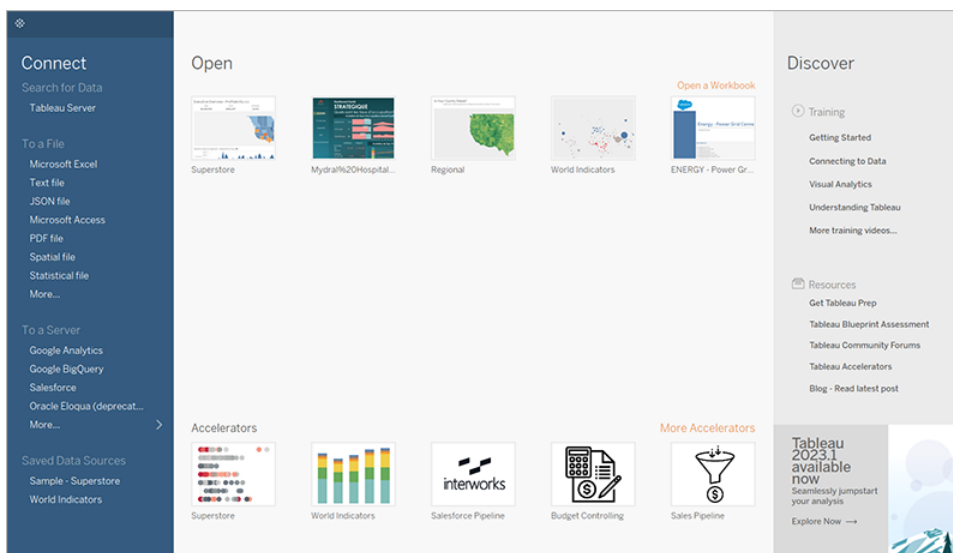 Connect
Search for Data
Tableau Server
To a File
Microsoft Excel
Text file
JSON file
Microsoft Access
PDF file
Spatial file
Statistical file
More...
To a Server
Google Analytics
Google BigQuery
Salesforce
Oracle Eloqua (deprecat...
More...
Saved Data Sources
Sample - Superstore
World Indicators
Open
Open a Workbook
STRATEGIQUE
Energy - Power Grid
Superstore
Mydral%20Hospital...
Regional
World Indicators
ENERGY - Power Gr...
Accelerators
More Accelerators
interworks
Superstore
World Indicators
Salesforce Pipeline
Budget Controlling
Sales Pipeline
Discover
Training
Getting Started
Connecting to Data
Visual Analytics
Understanding Tableau
More training videos...
Resources
Get Tableau Prep
Tableau Blueprint Assessment
Tableau Community Forums
Tableau Accelerators
Blog - Read latest post
Tableau
2023.1
available
now
Seamlessly jumpstart
your analysis
Explore Now →